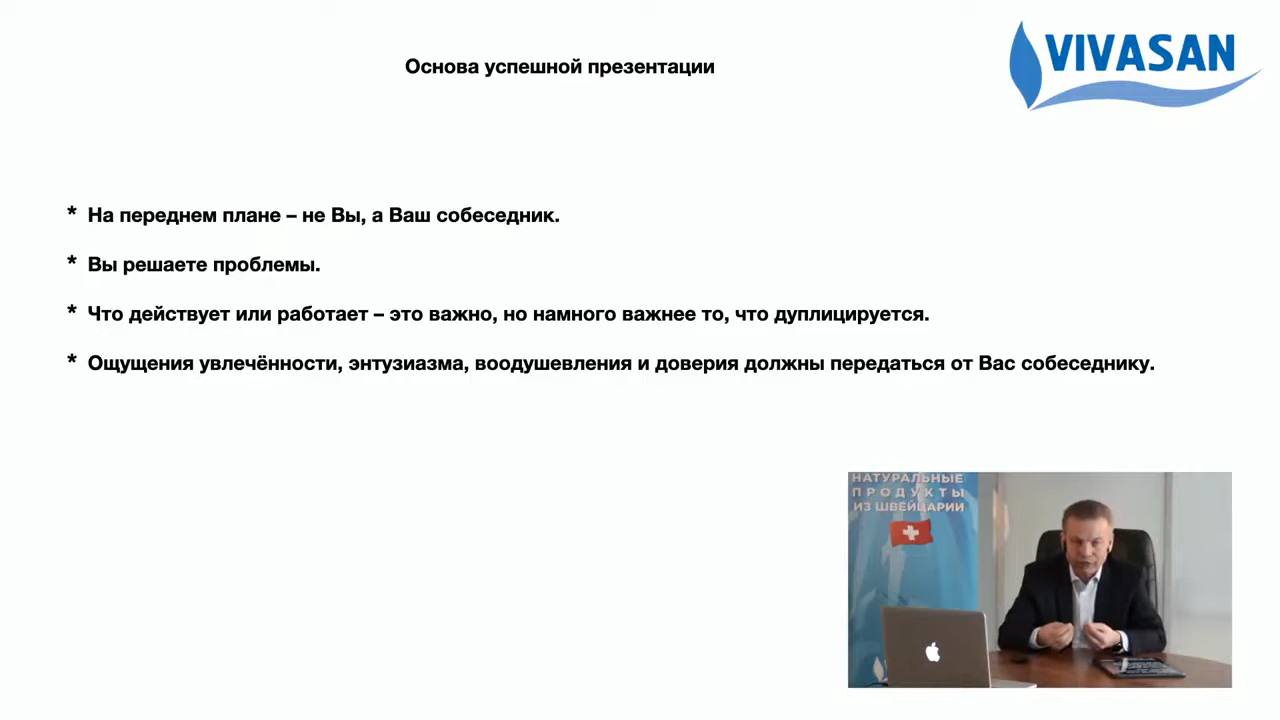 Основа успешной презентации
VIVASAN
* На переднем плане – не Вы, а Ваш собеседник.
* Вы решаете проблемы.
* Что действует или работает – это важно, но намного важнее то, что дуплицируется.
* Ощущения увлечённости, энтузиазма, воодушевления и доверия должны передаться от Вас собеседнику.
НАТУРАЛЬНЫЕ
ПРОДУКТЫ
ИЗ ШВЕЙЦАРИИ